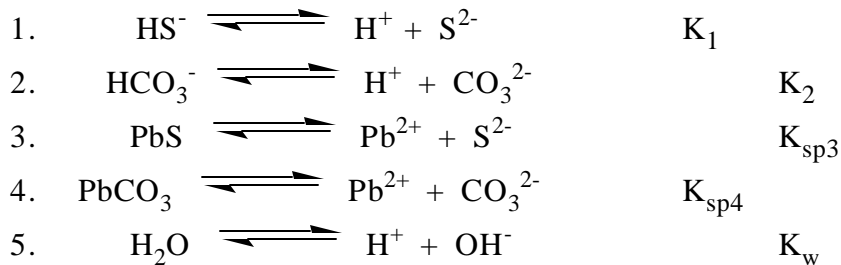 1. HS⁻ ⇌ H⁺ + S²⁻ K₁
2. HCO₃⁻ ⇌ H⁺ + CO₃²⁻ K₂
3. PbS ⇌ Pb²⁺ + S²⁻ Kₛₚ₃
4. PbCO₃ ⇌ Pb²⁺ + CO₃²⁻ Kₛₚ₄
5. H₂O ⇌ H⁺ + OH⁻ K_w